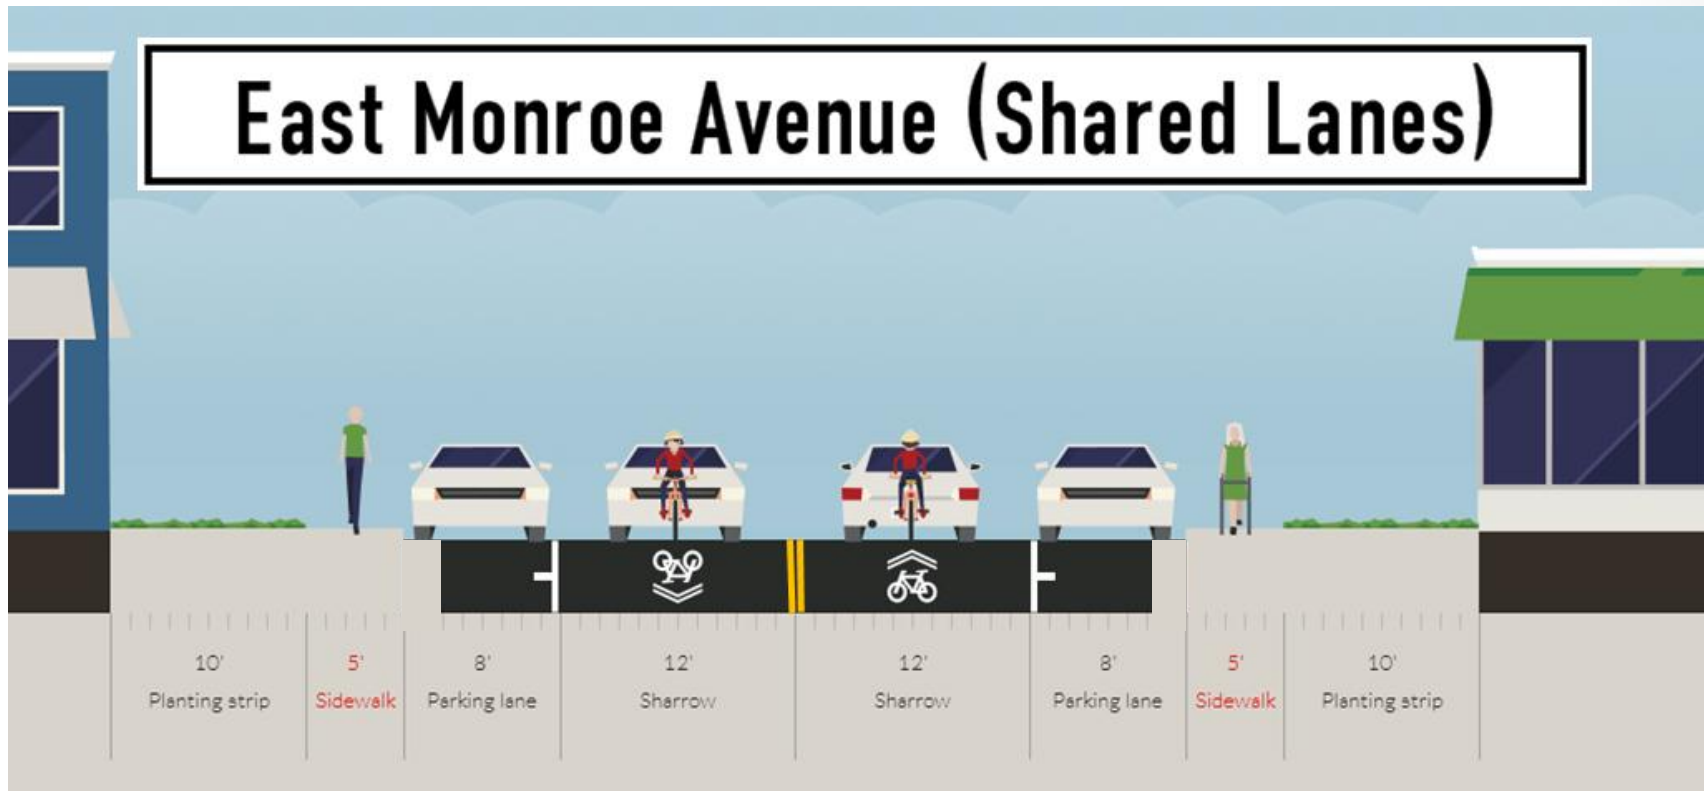 East Monroe Avenue (Shared Lanes)
10' 5' 8' 12' 12' 8' 5' 10'
Planting strip Sidewalk Parking lane Sharrow Sharrow Parking lane Sidewalk Planting strip